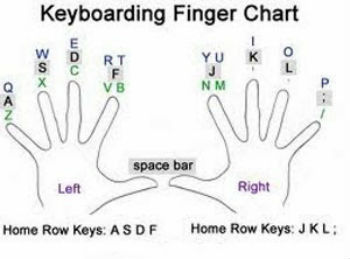 Keyboarding Finger Chart
Q
A
Z
W
S
X
E
D
C
R T
F
V B
Y U
J
N M
I
K
,
O
L
.
P
;
/
space bar
Left
Right
Home Row Keys: A S D F
Home Row Keys: J K L ;